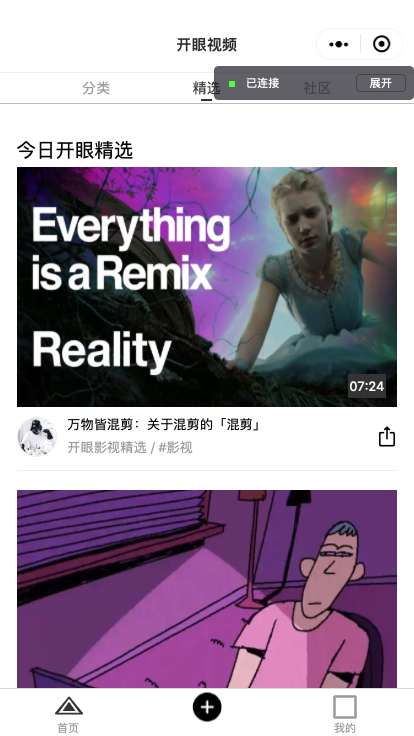 开眼视频
分类
精选
社区
已连接
展开
今日开眼精选
Everything
is a Remix
Reality
07:24
万物皆混剪：关于混剪的「混剪」
开眼影视精选 / #影视
首页
我的